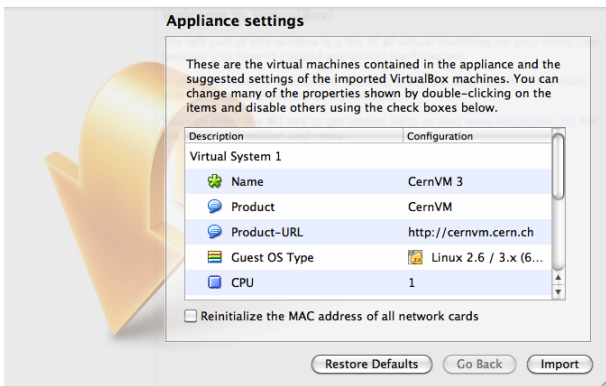 Appliance settings
These are the virtual machines contained in the appliance and the
suggested settings of the imported VirtualBox machines. You can
change many of the properties shown by double-clicking on the
items and disable others using the check boxes below.
Description Configuration
Virtual System 1
Name CernVM 3
Product CernVM
Product-URL http://cernvm.cern.ch
Guest OS Type Linux 2.6 / 3.x (6...
CPU 1
Reinitialize the MAC address of all network cards
Restore Defaults Go Back Import